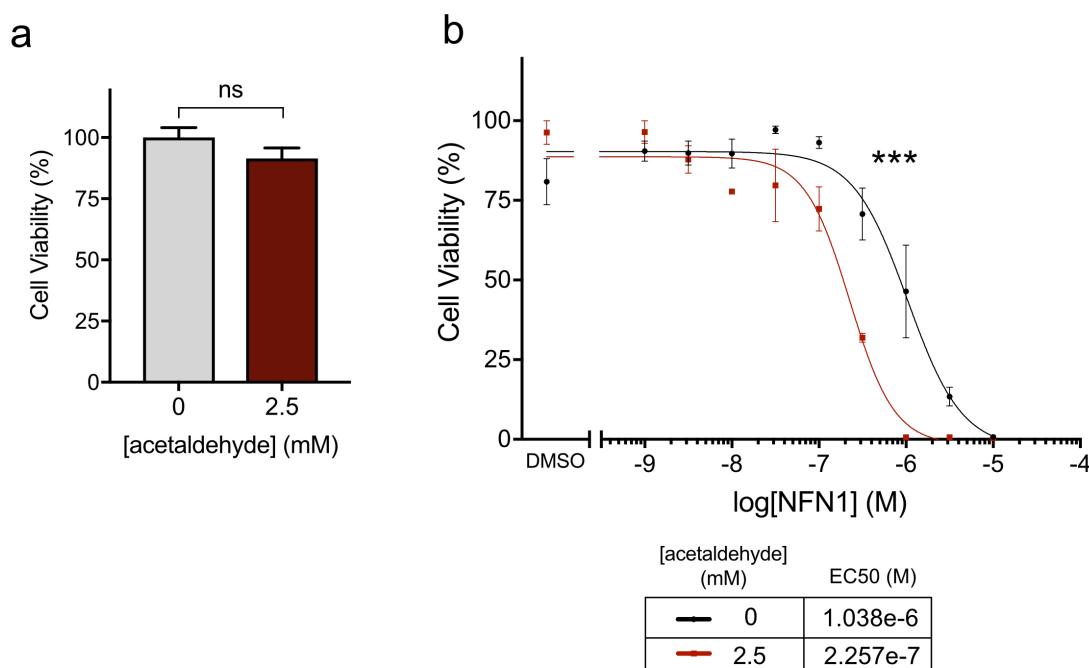 a
ns
100
75
50
25
0
Cell Viability (%)
0 2.5
[acetaldehyde] (mM)
b
100
75
50
25
0
Cell Viability (%)
***
DMSO -9 -8 -7 -6 -5 -4
log[NFN1] (M)
[acetaldehyde]
(mM) EC50 (M)
0 1.038e-6
2.5 2.257e-7